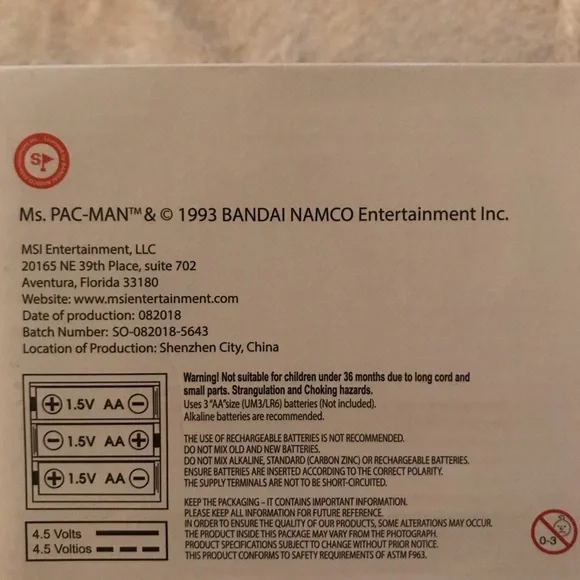 S
Ms. PAC-MAN™ & © 1993 BANDAI NAMCO Entertainment Inc.
MSI Entertainment, LLC
20165 NE 39th Place, suite 702
Aventura, Florida 33180
Website: www.msientertainment.com
Date of production: 082018
Batch Number: SO-082018-5643
Location of Production: Shenzhen City, China
+ 1.5V AA −
− 1.5V AA +
+ 1.5V AA −
4.5 Volts
4.5 Voltios
Warning! Not suitable for children under 36 months due to long cord and
small parts. Strangulation and Choking hazards.
Uses 3 "AA"size (UM3/LR6) batteries (Not included).
Alkaline batteries are recommended.
THE USE OF RECHARGEABLE BATTERIES IS NOT RECOMMENDED.
DO NOT MIX OLD AND NEW BATTERIES.
DO NOT MIX ALKALINE, STANDARD (CARBON ZINC) OR RECHARGEABLE BATTERIES.
ENSURE BATTERIES ARE INSERTED ACCORDING TO THE CORRECT POLARITY.
THE SUPPLY TERMINALS ARE NOT TO BE SHORT-CIRCUITED.
KEEP THE PACKAGING – IT CONTAINS IMPORTANT INFORMATION.
PLEASE KEEP ALL INFORMATION FOR FUTURE REFERENCE.
IN ORDER TO ENSURE THE QUALITY OF OUR PRODUCTS, SOME ALTERATIONS MAY OCCUR.
THE PRODUCT INSIDE THIS PACKAGE MAY VARY FROM THE PHOTOGRAPH.
PRODUCT SPECIFICATIONS SUBJECT TO CHANGE WITHOUT PRIOR NOTICE.
THIS PRODUCT CONFORMS TO SAFETY REQUIREMENTS OF ASTM F963.
0-3